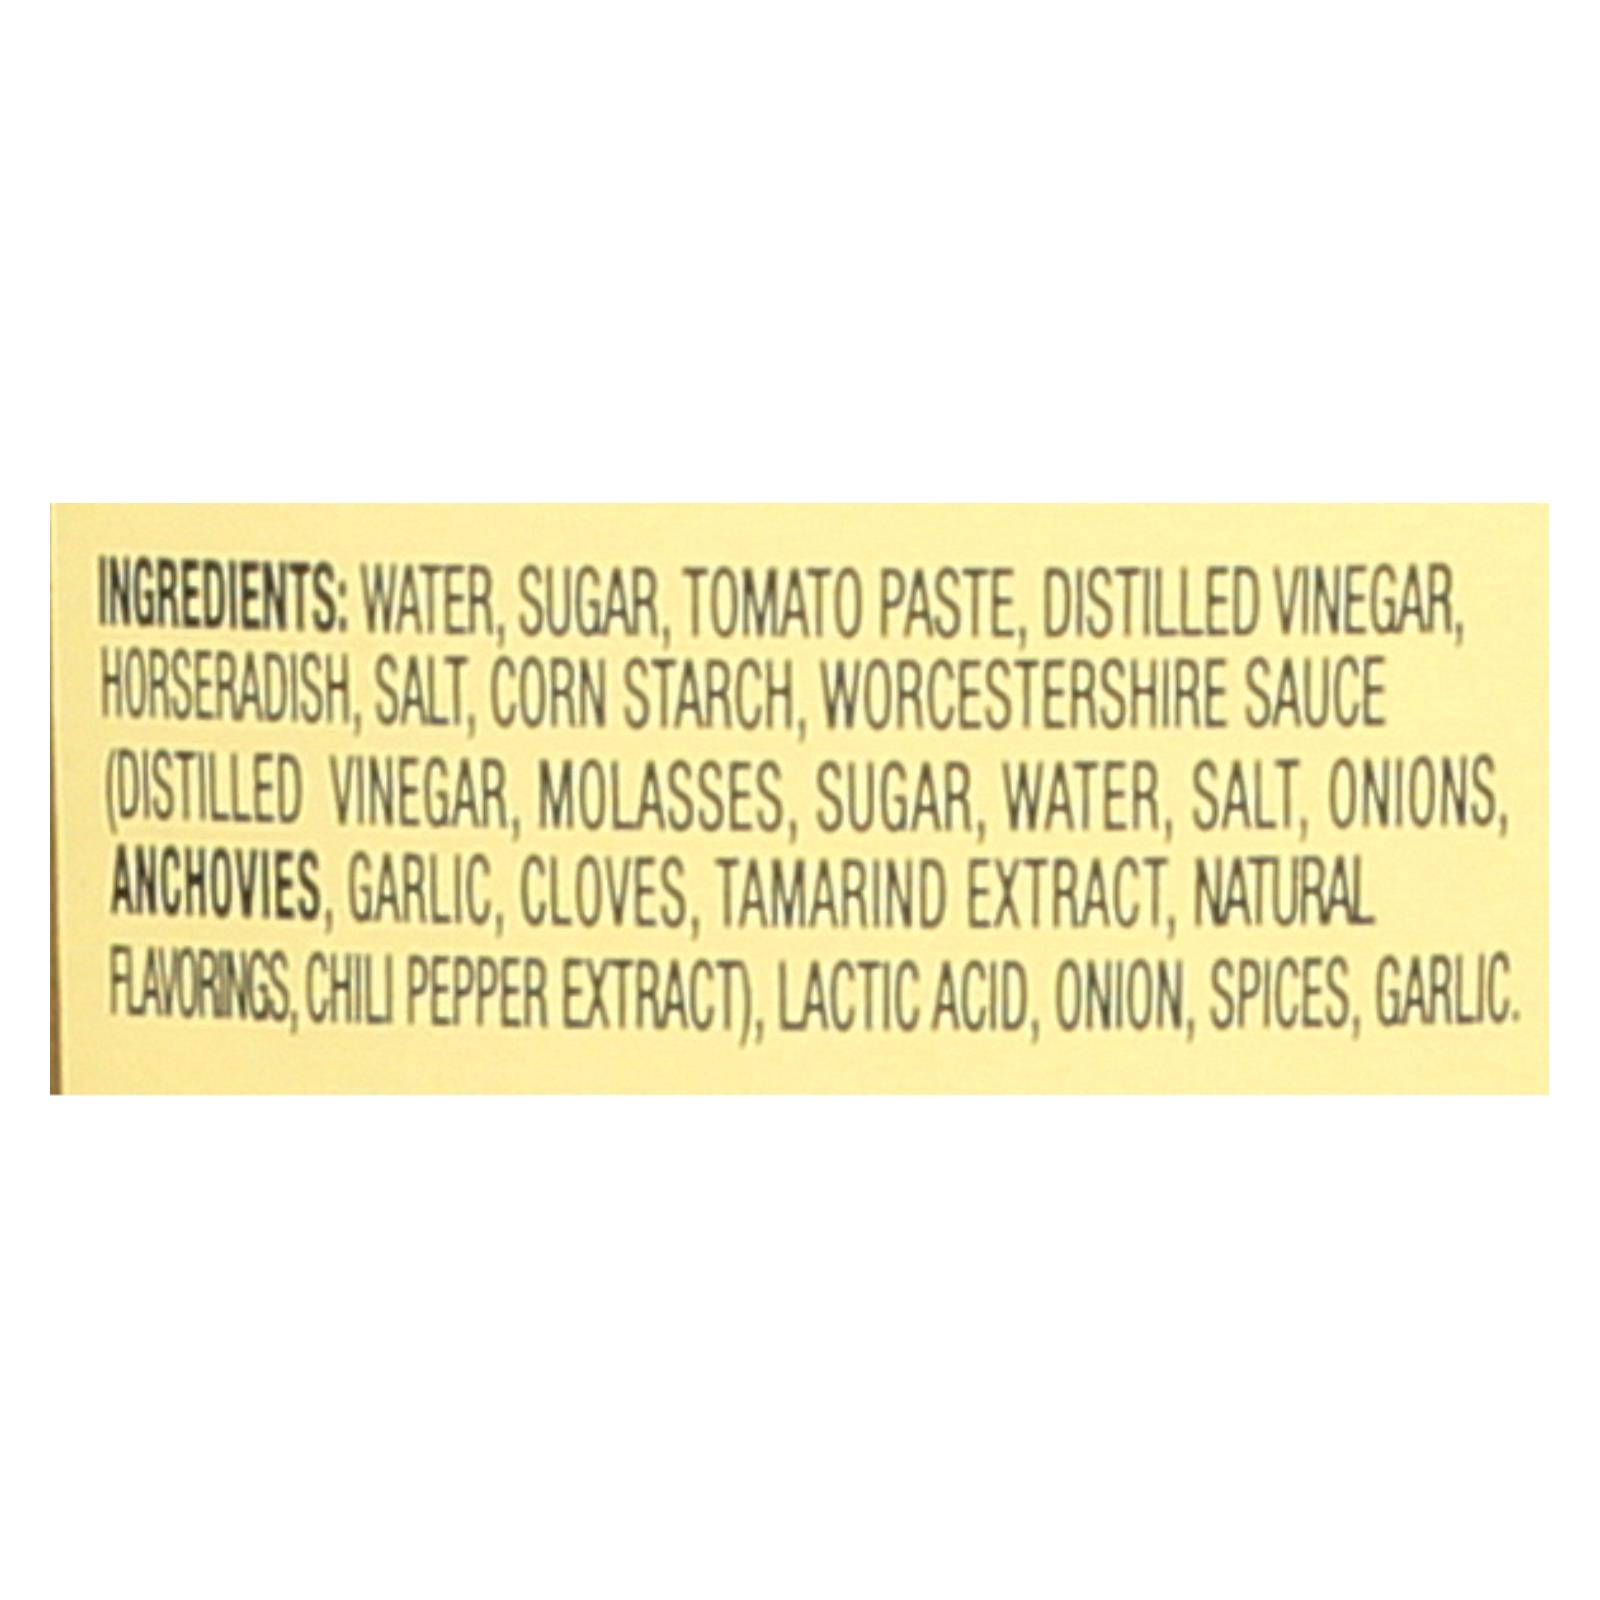 INGREDIENTS: WATER, SUGAR, TOMATO PASTE, DISTILLED VINEGAR,
HORSERADISH, SALT, CORN STARCH, WORCESTERSHIRE SAUCE
(DISTILLED VINEGAR, MOLASSES, SUGAR, WATER, SALT, ONIONS,
ANCHOVIES, GARLIC, CLOVES, TAMARIND EXTRACT, NATURAL
FLAVORINGS, CHILI PEPPER EXTRACT), LACTIC ACID, ONION, SPICES, GARLIC.